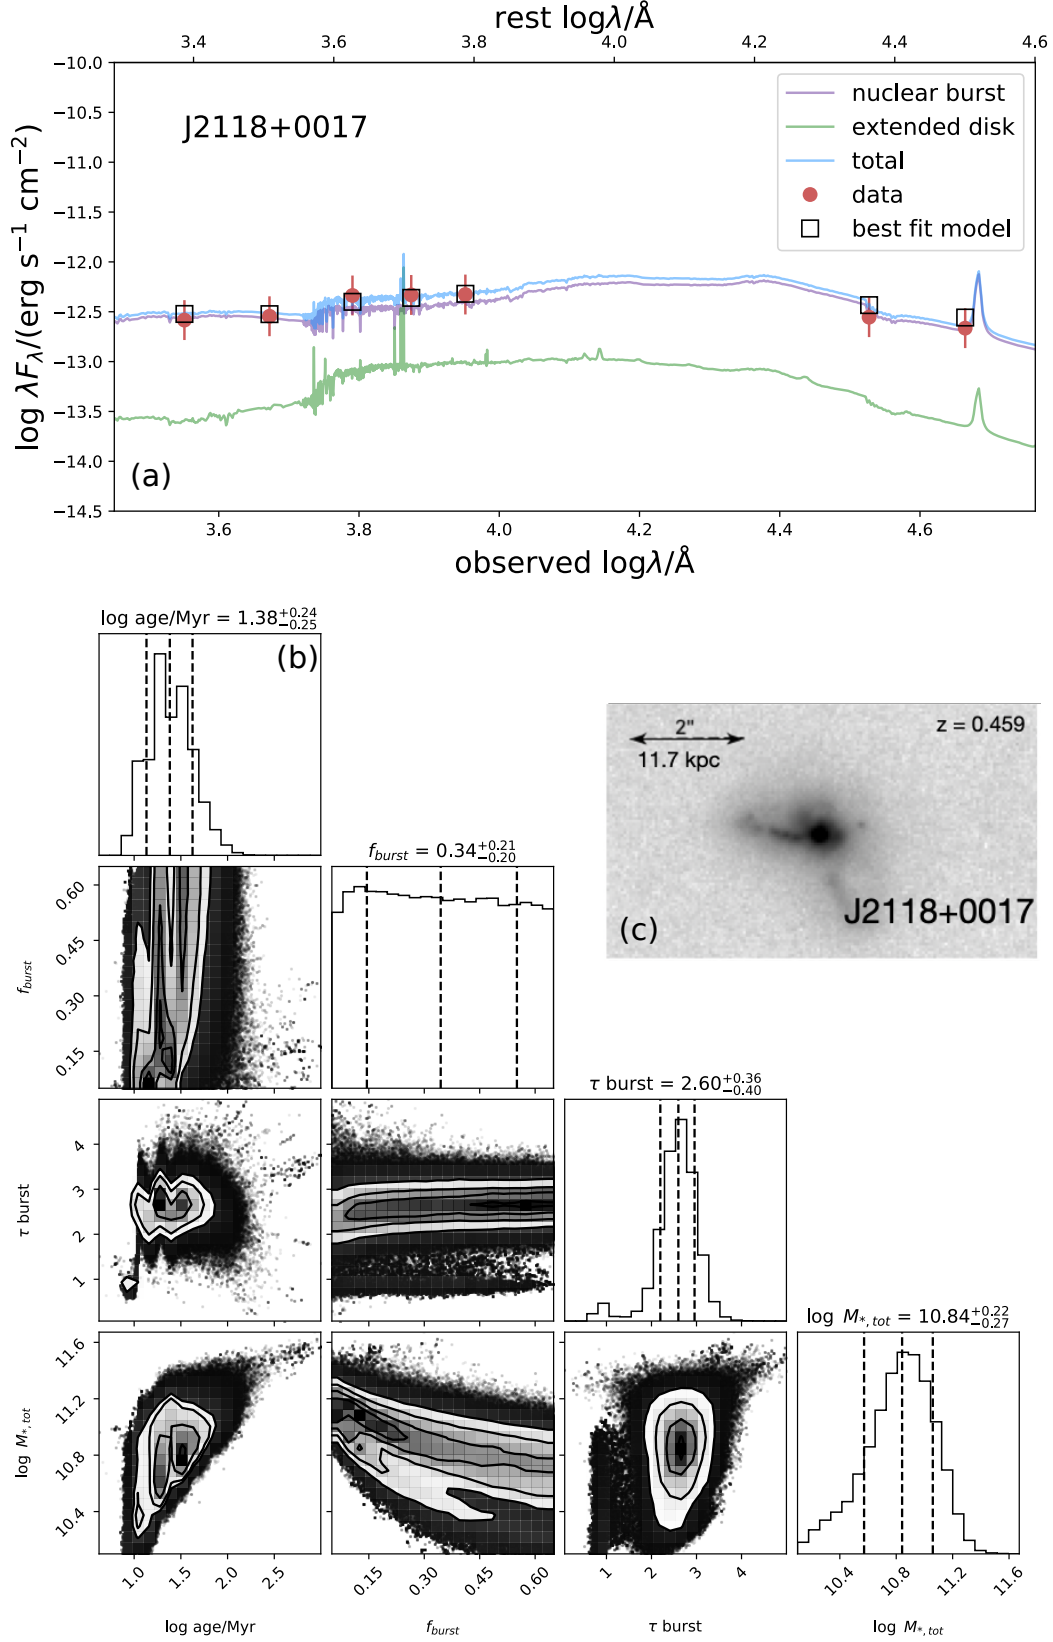 rest logλ/Å
3.4 3.6 3.8 4.0 4.2 4.4 4.6
−10.0
−10.5
−11.0
−11.5
−12.0
−12.5
−13.0
−13.5
−14.0
−14.5
log λF_λ/(erg s⁻¹ cm⁻²)
J2118+0017
nuclear burst
extended disk
total
data
best fit model
(a)
3.6 3.8 4.0 4.2 4.4 4.6
observed logλ/Å
log age/Myr = 1.38 +0.24 −0.25
(b)
2"
11.7 kpc
z = 0.459
J2118+0017
(c)
f_burst = 0.34 +0.21 −0.20
0.60
0.45
0.30
0.15
f_burst
τ burst = 2.60 +0.36 −0.40
4
3
2
1
τ burst
log M_*,tot = 10.84 +0.22 −0.27
11.6
11.2
10.8
10.4
log M_*,tot
1.0 1.5 2.0 2.5
0.15 0.30 0.45 0.60
1 2 3 4
10.4 10.8 11.2 11.6
log age/Myr
f_burst
τ burst
log M_*,tot